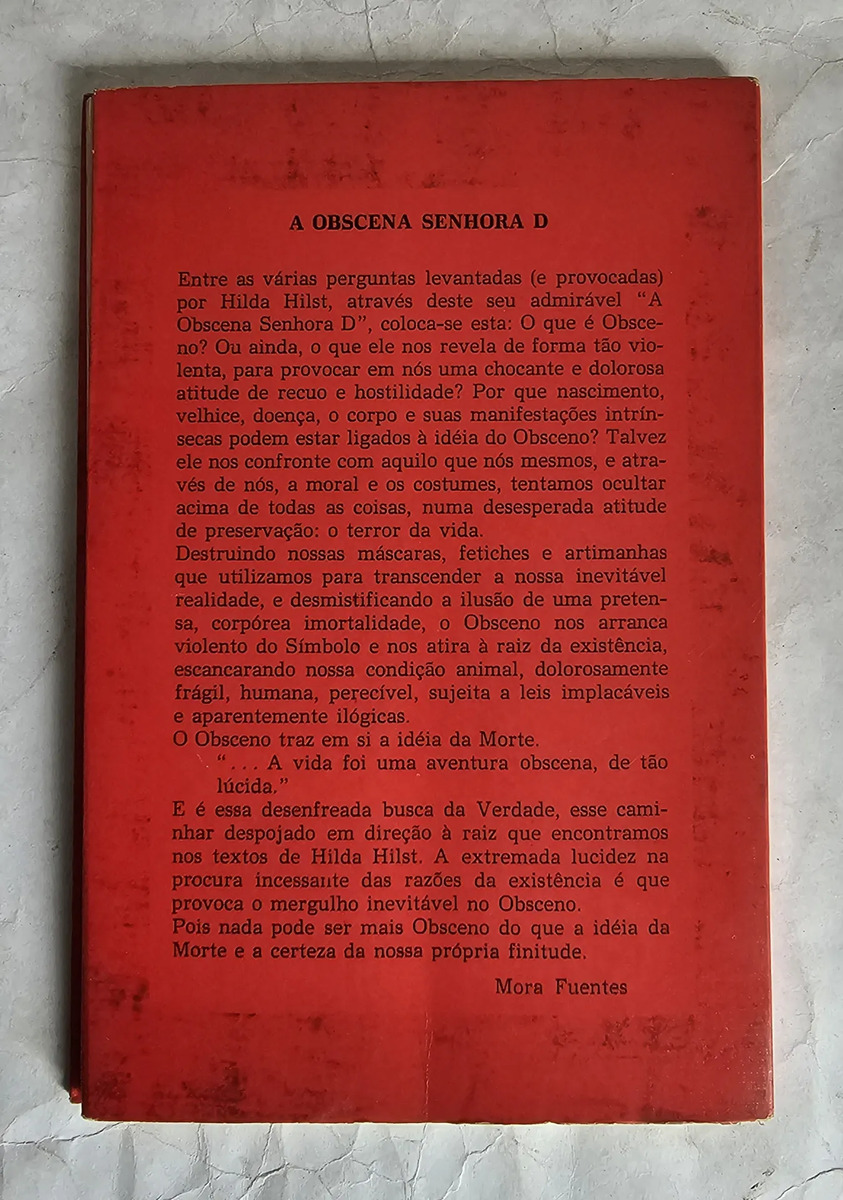 A OBSCENA SENHORA D
Entre as várias perguntas levantadas (e provocadas)
por Hilda Hilst, através deste seu admirável “A
Obscena Senhora D”, coloca-se esta: O que é Obsce-
no? Ou ainda, o que ele nos revela de forma tão vio-
lenta, para provocar em nós uma chocante e dolorosa
atitude de recuo e hostilidade? Por que nascimento,
velhice, doença, o corpo e suas manifestações intrín-
secas podem estar ligados à idéia do Obsceno? Talvez
ele nos confronte com aquilo que nós mesmos, e atra-
vés de nós, a moral e os costumes, tentamos ocultar
acima de todas as coisas, numa desesperada atitude
de preservação: o terror da vida.
Destruindo nossas máscaras, fetiches e artimanhas
que utilizamos para transcender a nossa inevitável
realidade, e desmistificando a ilusão de uma preten-
sa, corpórea imortalidade, o Obsceno nos arranca
violento do Símbolo e nos atira à raiz da existência,
escancarando nossa condição animal, dolorosamente
frágil, humana, perecível, sujeita a leis implacáveis
e aparentemente ilógicas.
O Obsceno traz em si a idéia da Morte.
“... A vida foi uma aventura obscena, de tão
lúcida.”
E é essa desenfreada busca da Verdade, esse cami-
nhar despojado em direção à raiz que encontramos
nos textos de Hilda Hilst. A extremada lucidez na
procura incessante das razões da existência é que
provoca o mergulho inevitável no Obsceno.
Pois nada pode ser mais Obsceno do que a idéia da
Morte e a certeza da nossa própria finitude.
Mora Fuentes